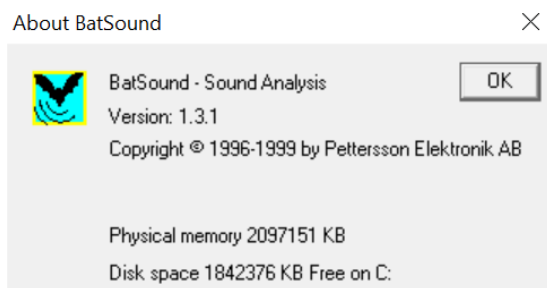 About BatSound
BatSound - Sound Analysis
OK
Version: 1.3.1
Copyright © 1996-1999 by Pettersson Elektronik AB
Physical memory 2097151 KB
Disk space 1842376 KB Free on C: